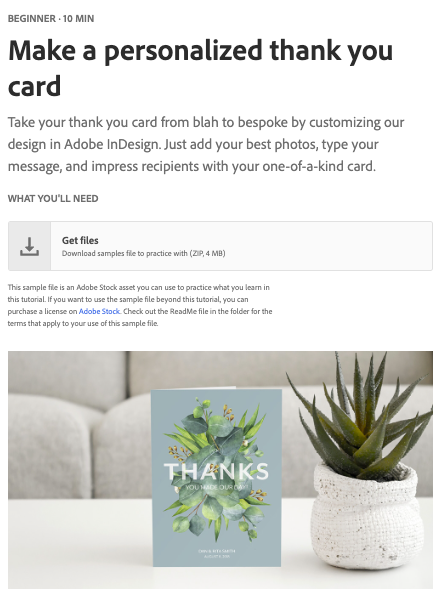 BEGINNER · 10 MIN
Make a personalized thank you
card
Take your thank you card from blah to bespoke by customizing our
design in Adobe InDesign. Just add your best photos, type your
message, and impress recipients with your one-of-a-kind card.
WHAT YOU'LL NEED
Get files
Download samples file to practice with (ZIP, 4 MB)
This sample file is an Adobe Stock asset you can use to practice what you learn in
this tutorial. If you want to use the sample file beyond this tutorial, you can
purchase a license on Adobe Stock. Check out the ReadMe file in the folder for the
terms that apply to your use of this sample file.
THANKS
YOU MADE OUR DAY!